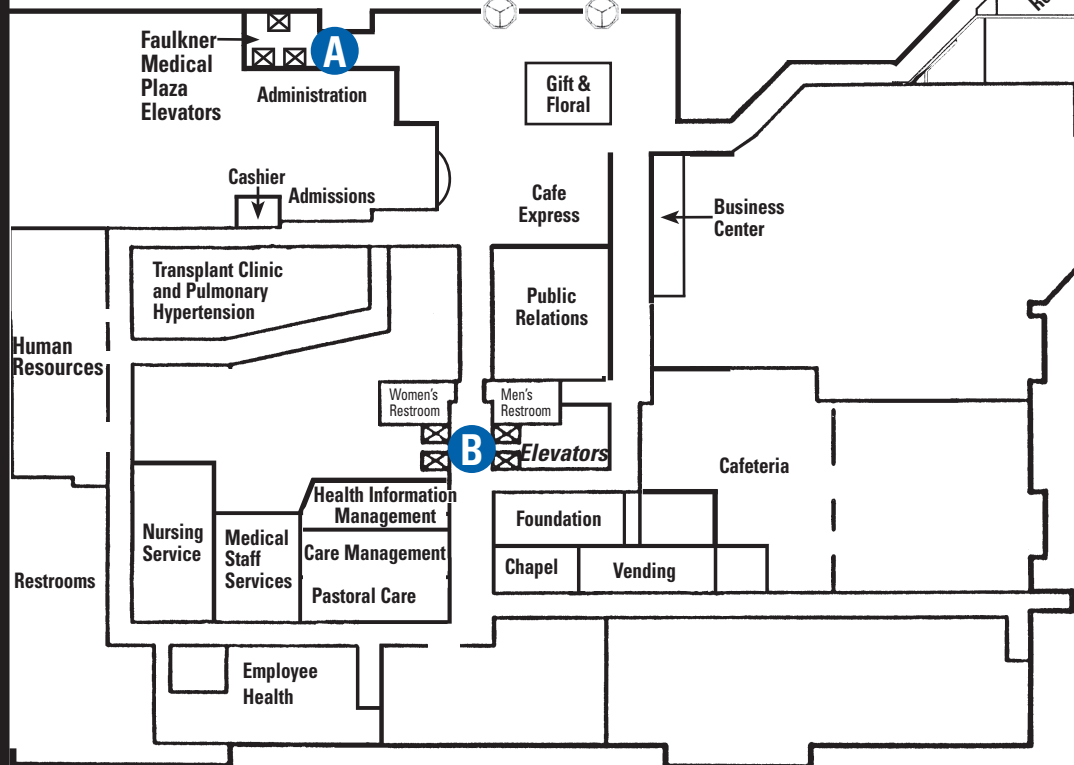 Faulkner
Medical
Plaza
Elevators
A
Administration
Gift &
Floral
Cashier
Admissions
Cafe
Express
Business
Center
Transplant Clinic
and Pulmonary
Hypertension
Public
Relations
Human
Resources
Women's
Restroom
Men's
Restroom
B
Elevators
Cafeteria
Health Information
Management
Foundation
Nursing
Service
Medical
Staff
Services
Care Management
Chapel
Vending
Restrooms
Pastoral Care
Employee
Health